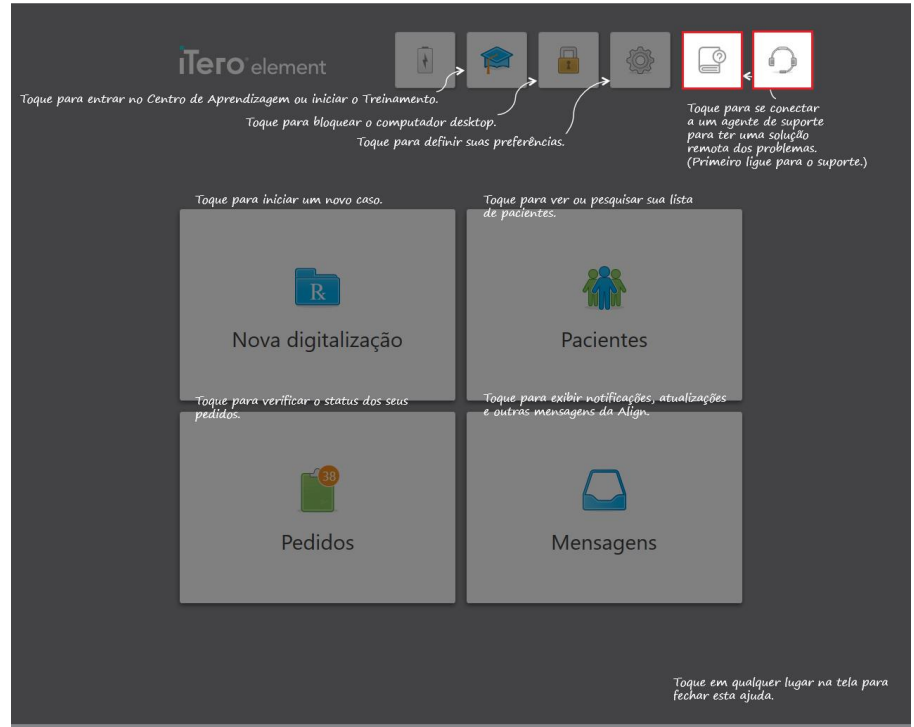 iTero element
Toque para entrar no Centro de Aprendizagem ou iniciar o Treinamento.
Toque para bloquear o computador desktop.
Toque para definir suas preferências.
Toque para se conectar
a um agente de suporte
para ter uma solução
remota dos problemas.
(Primeiro ligue para o suporte.)
Toque para iniciar um novo caso.
Toque para ver ou pesquisar sua lista
de pacientes.
Rx
Nova digitalização
Pacientes
Toque para verificar o status dos seus
pedidos.
Toque para exibir notificações, atualizações
e outras mensagens da Align.
38
Pedidos
Mensagens
Toque em qualquer lugar na tela para
fechar esta ajuda.